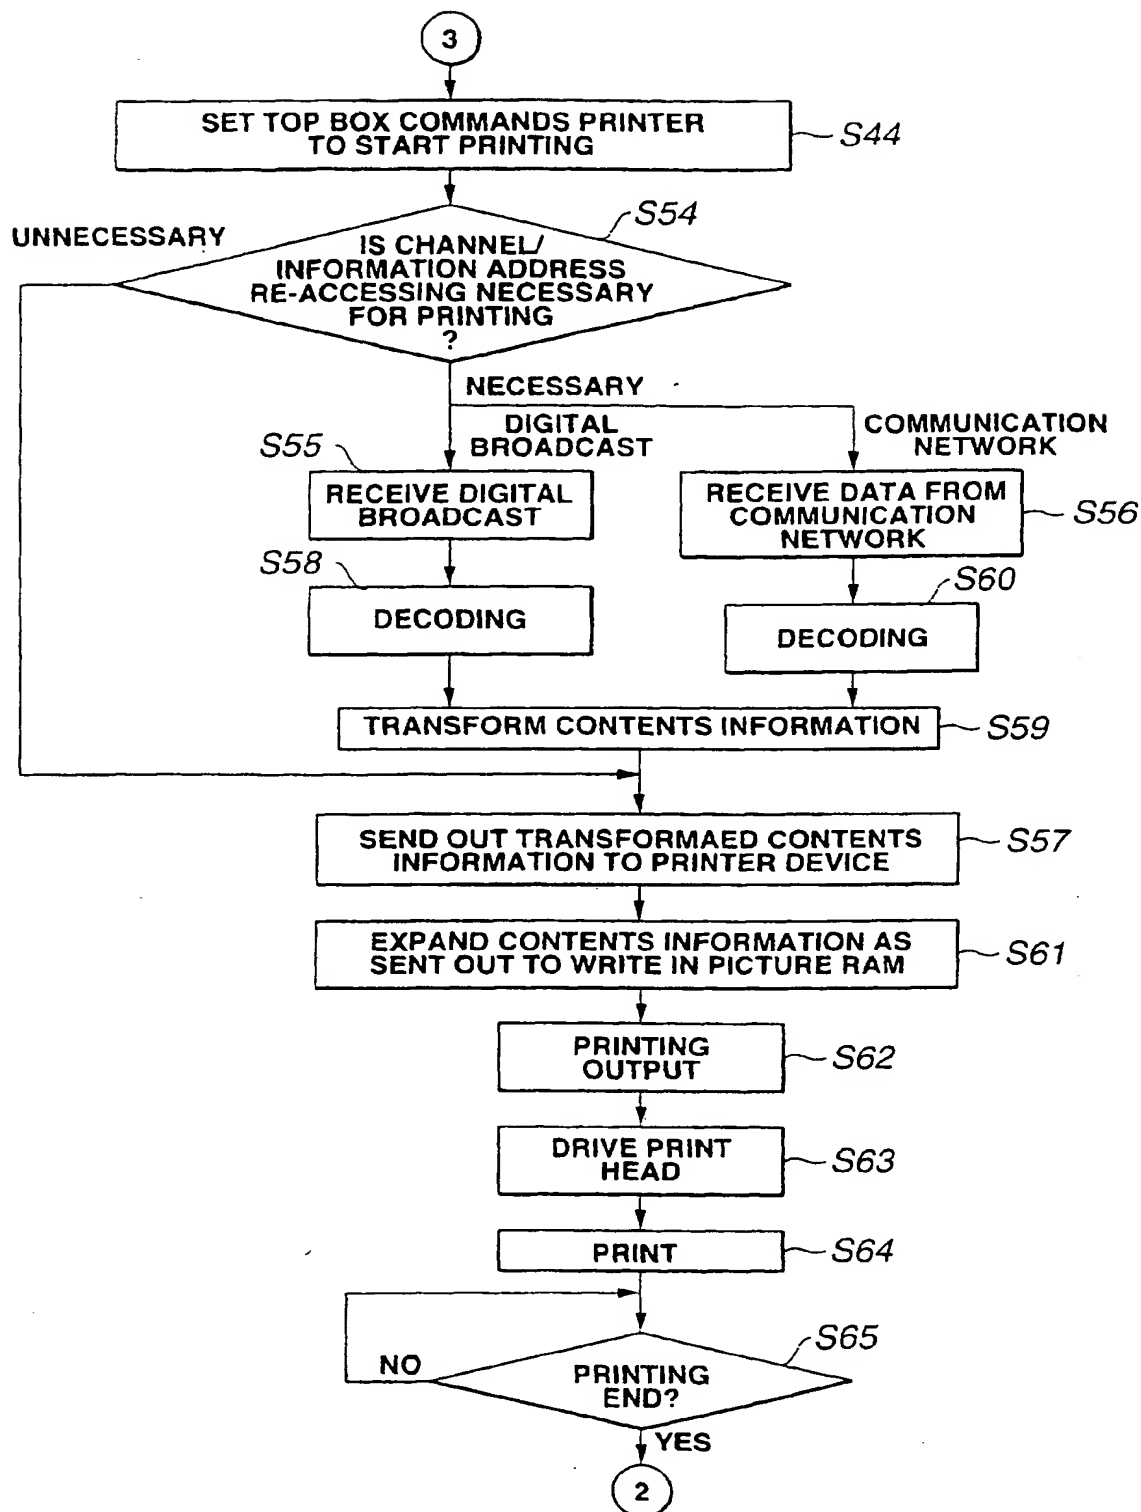 3
SET TOP BOX COMMANDS PRINTER
TO START PRINTING
S44
S54
UNNECESSARY
IS CHANNEL/
INFORMATION ADDRESS
RE-ACCESSING NECESSARY
FOR PRINTING
?
NECESSARY
DIGITAL
BROADCAST
COMMUNICATION
NETWORK
S55
RECEIVE DIGITAL
BROADCAST
RECEIVE DATA FROM
COMMUNICATION
NETWORK
S56
S58
DECODING
S60
DECODING
TRANSFORM CONTENTS INFORMATION
S59
SEND OUT TRANSFORMAED CONTENTS
INFORMATION TO PRINTER DEVICE
S57
EXPAND CONTENTS INFORMATION AS
SENT OUT TO WRITE IN PICTURE RAM
S61
PRINTING
OUTPUT
S62
DRIVE PRINT
HEAD
S63
PRINT
S64
S65
NO
PRINTING
END?
YES
2